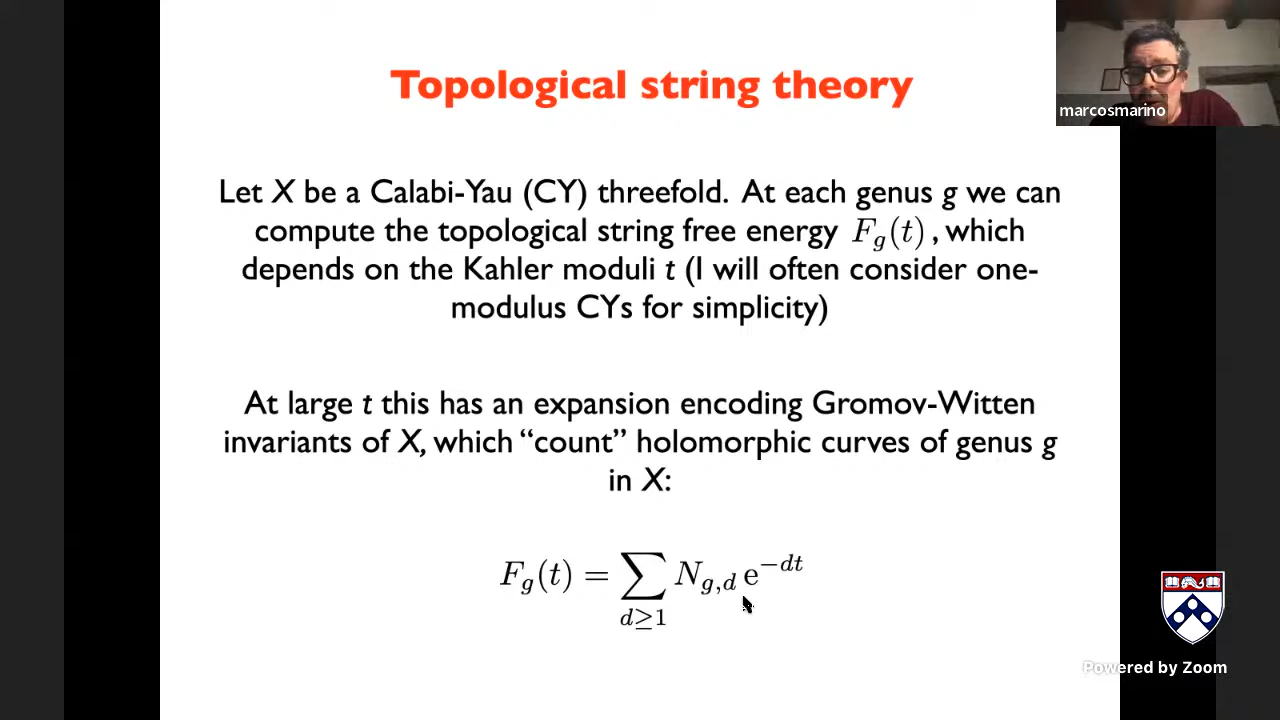 Topological string theory
marcosmarino
Let X be a Calabi-Yau (CY) threefold. At each genus g we can
compute the topological string free energy F_g(t), which
depends on the Kahler moduli t (I will often consider one-
modulus CYs for simplicity)
At large t this has an expansion encoding Gromov-Witten
invariants of X, which “count” holomorphic curves of genus g
in X:
F_g(t) = ∑_{d≥1} N_{g,d} e^{−dt}
Powered by Zoom